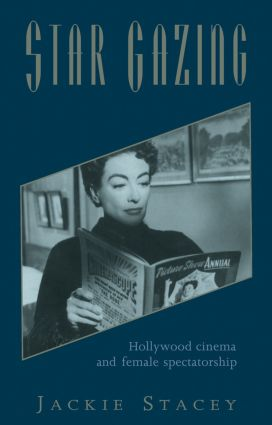 STAR GAZING
Picture Show ANNUAL
Hollywood cinema
and female spectatorship
JACKIE STACEY